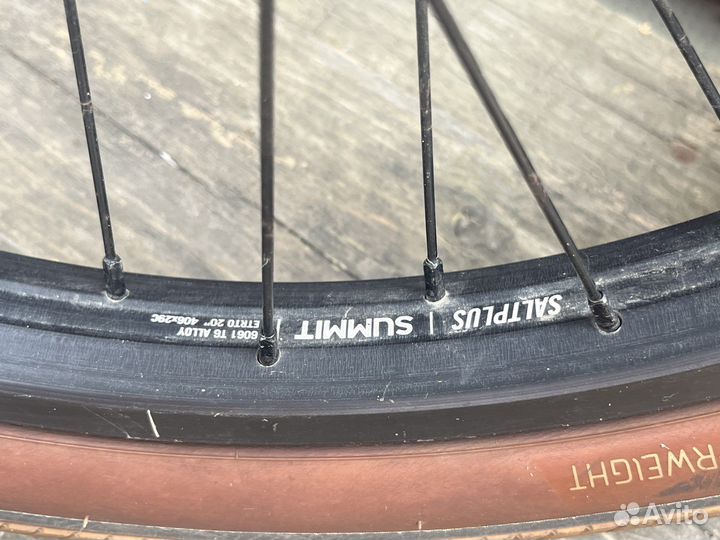 SALTPLUS | SUMMIT
6061 T6 ALLOY
ETRTO 20" 406x29C
RWEIGHT
Avito